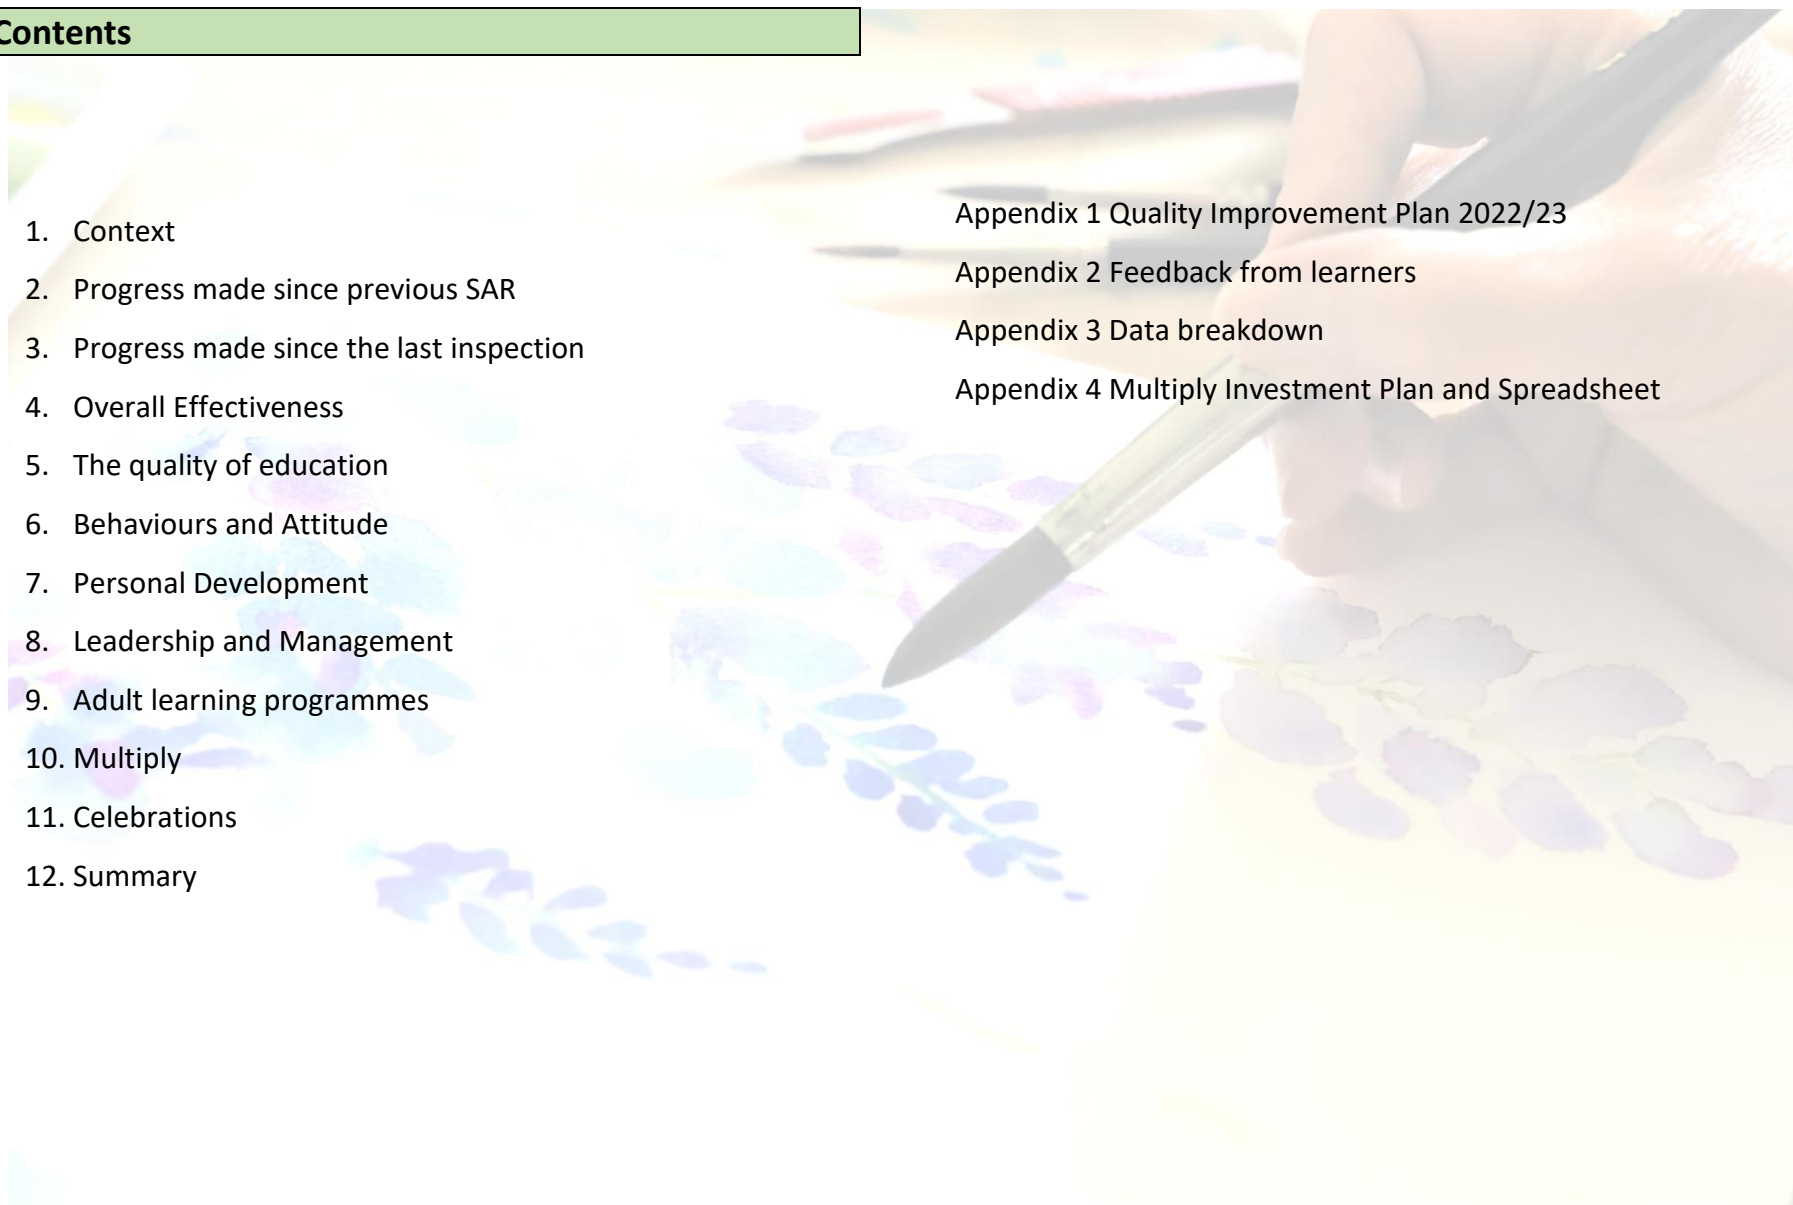 Contents
1. Context
2. Progress made since previous SAR
3. Progress made since the last inspection
4. Overall Effectiveness
5. The quality of education
6. Behaviours and Attitude
7. Personal Development
8. Leadership and Management
9. Adult learning programmes
10. Multiply
11. Celebrations
12. Summary
Appendix 1 Quality Improvement Plan 2022/23
Appendix 2 Feedback from learners
Appendix 3 Data breakdown
Appendix 4 Multiply Investment Plan and Spreadsheet